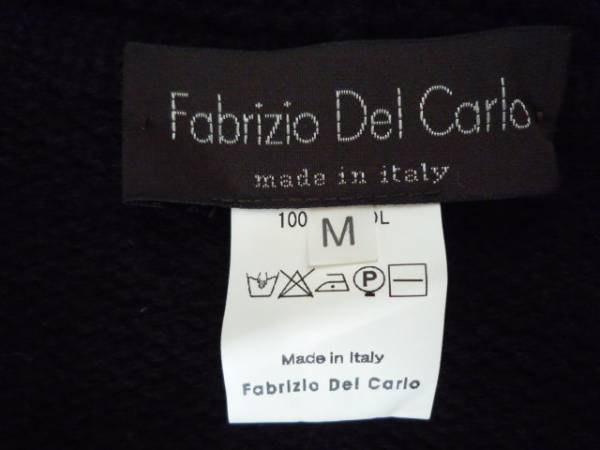 Fabrizio Del Carlo
made in italy
100 OL
M
P
Made in Italy
Fabrizio Del Carlo